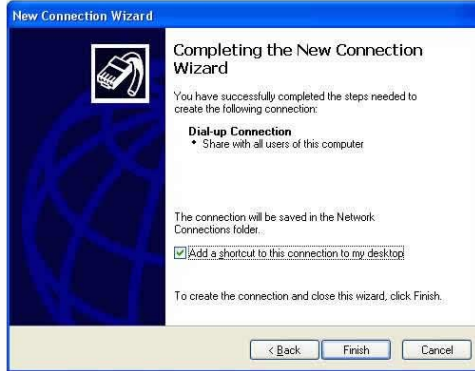 New Connection Wizard
Completing the New Connection
Wizard
You have successfully completed the steps needed to
create the following connection:
Dial-up Connection
• Share with all users of this computer
The connection will be saved in the Network
Connections folder.
Add a shortcut to this connection to my desktop
To create the connection and close this wizard, click Finish.
< Back
Finish
Cancel